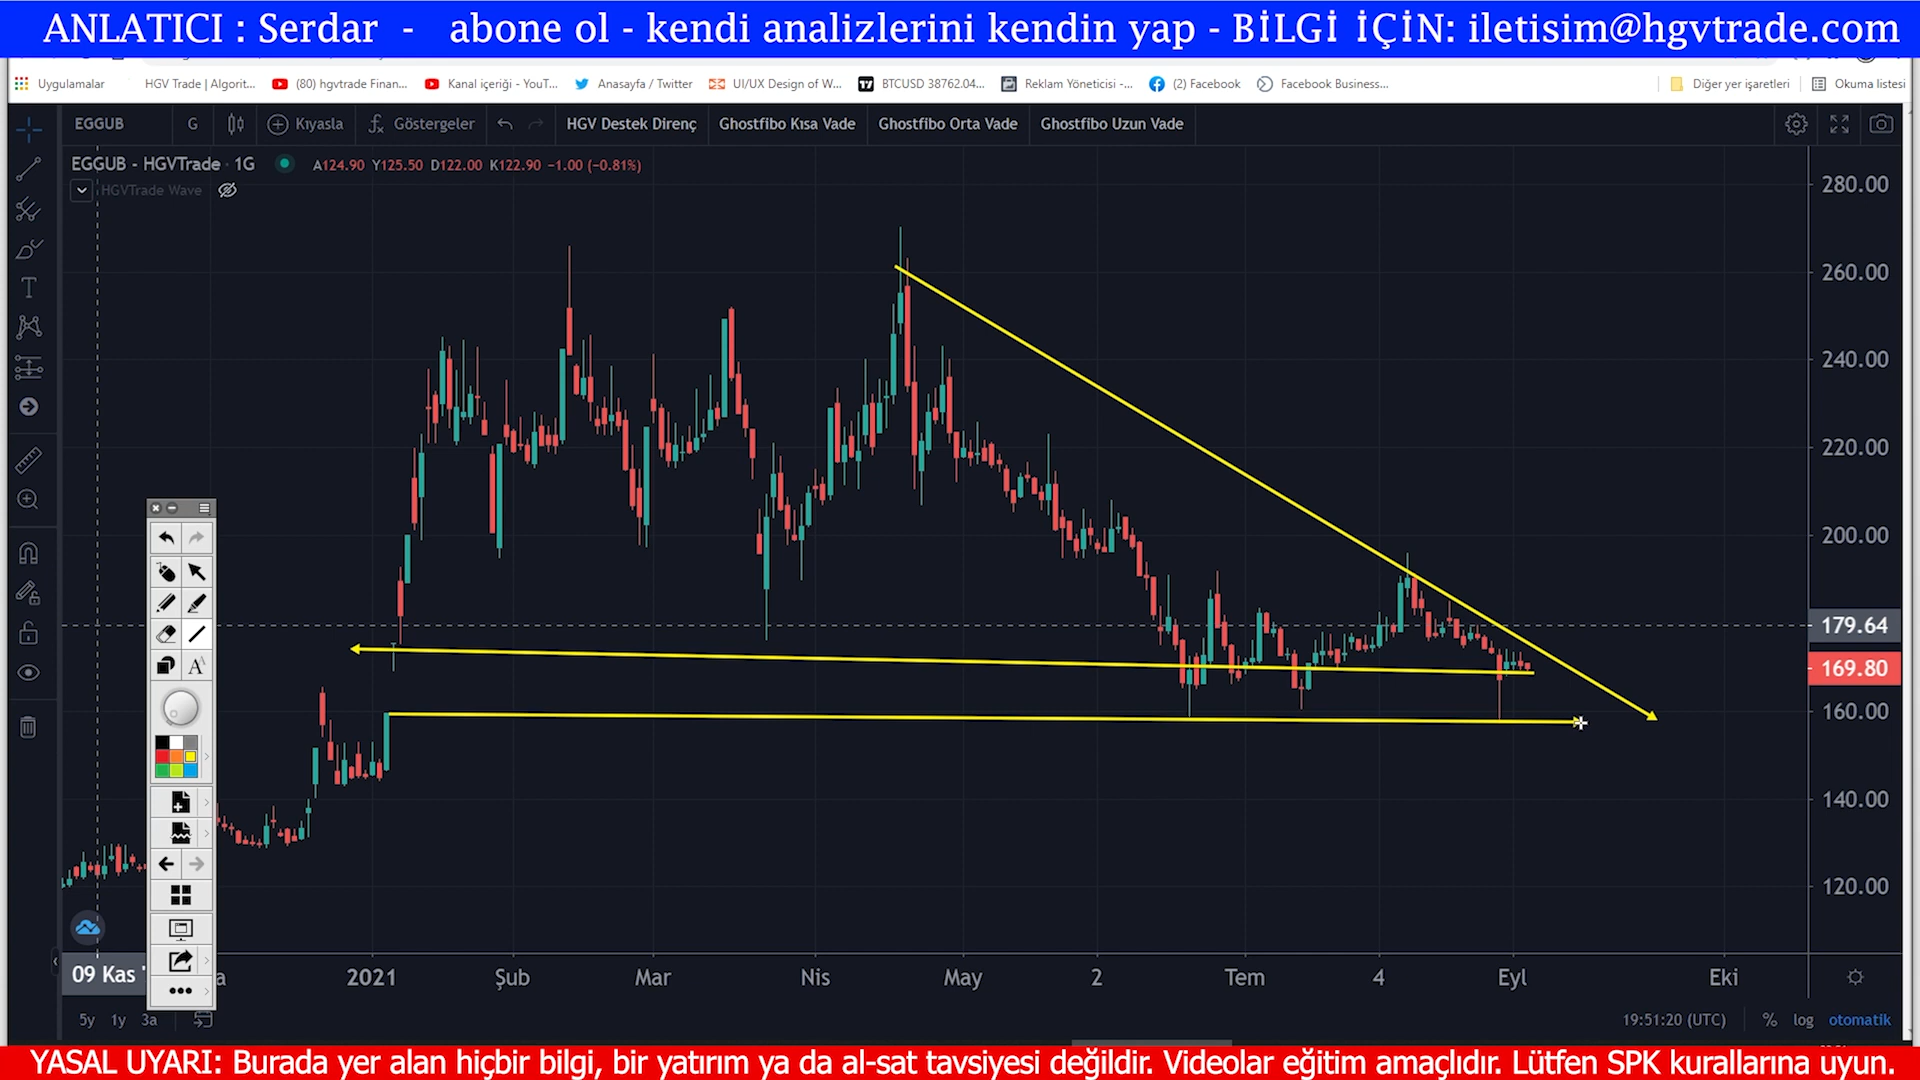 ANLATICI : Serdar - abone ol - kendi analizlerini kendin yap - BİLGİ İÇİN: iletisim@hgvtrade.com
Uygulamalar HGV Trade | Algorit... (80) hgvtrade Finan... Kanal içeriği - YouT... Anasayfa / Twitter UI/UX Design of W... BTCUSD 38762.04... Reklam Yöneticisi -... (2) Facebook Facebook Business... Diğer yer işaretleri Okuma listesi
EGGUB G Kıyasla Göstergeler HGV Destek Direnç Ghostfibo Kısa Vade Ghostfibo Orta Vade Ghostfibo Uzun Vade
EGGUB - HGVTrade · 1G A124.90 Y125.50 D122.00 K122.90 −1.00 (−0.81%)
HGVTrade Wave
280.00
260.00
240.00
220.00
200.00
179.64
169.80
160.00
140.00
120.00
09 Kas ' a 2021 Şub Mar Nis May 2 Tem 4 Eyl Eki
5y 1y 3a 19:51:20 (UTC) % log otomatik
YASAL UYARI: Burada yer alan hiçbir bilgi, bir yatırım ya da al-sat tavsiyesi değildir. Videolar eğitim amaçlıdır. Lütfen SPK kurallarına uyun.